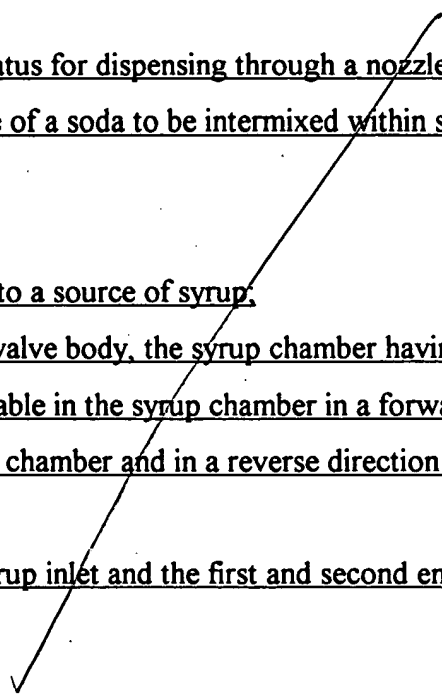 atus for dispensing through a nozzle
of a soda to be intermixed within s
to a source of syrup;
valve body, the syrup chamber havin
able in the syrup chamber in a forwa
chamber and in a reverse direction
rup inlet and the first and second en